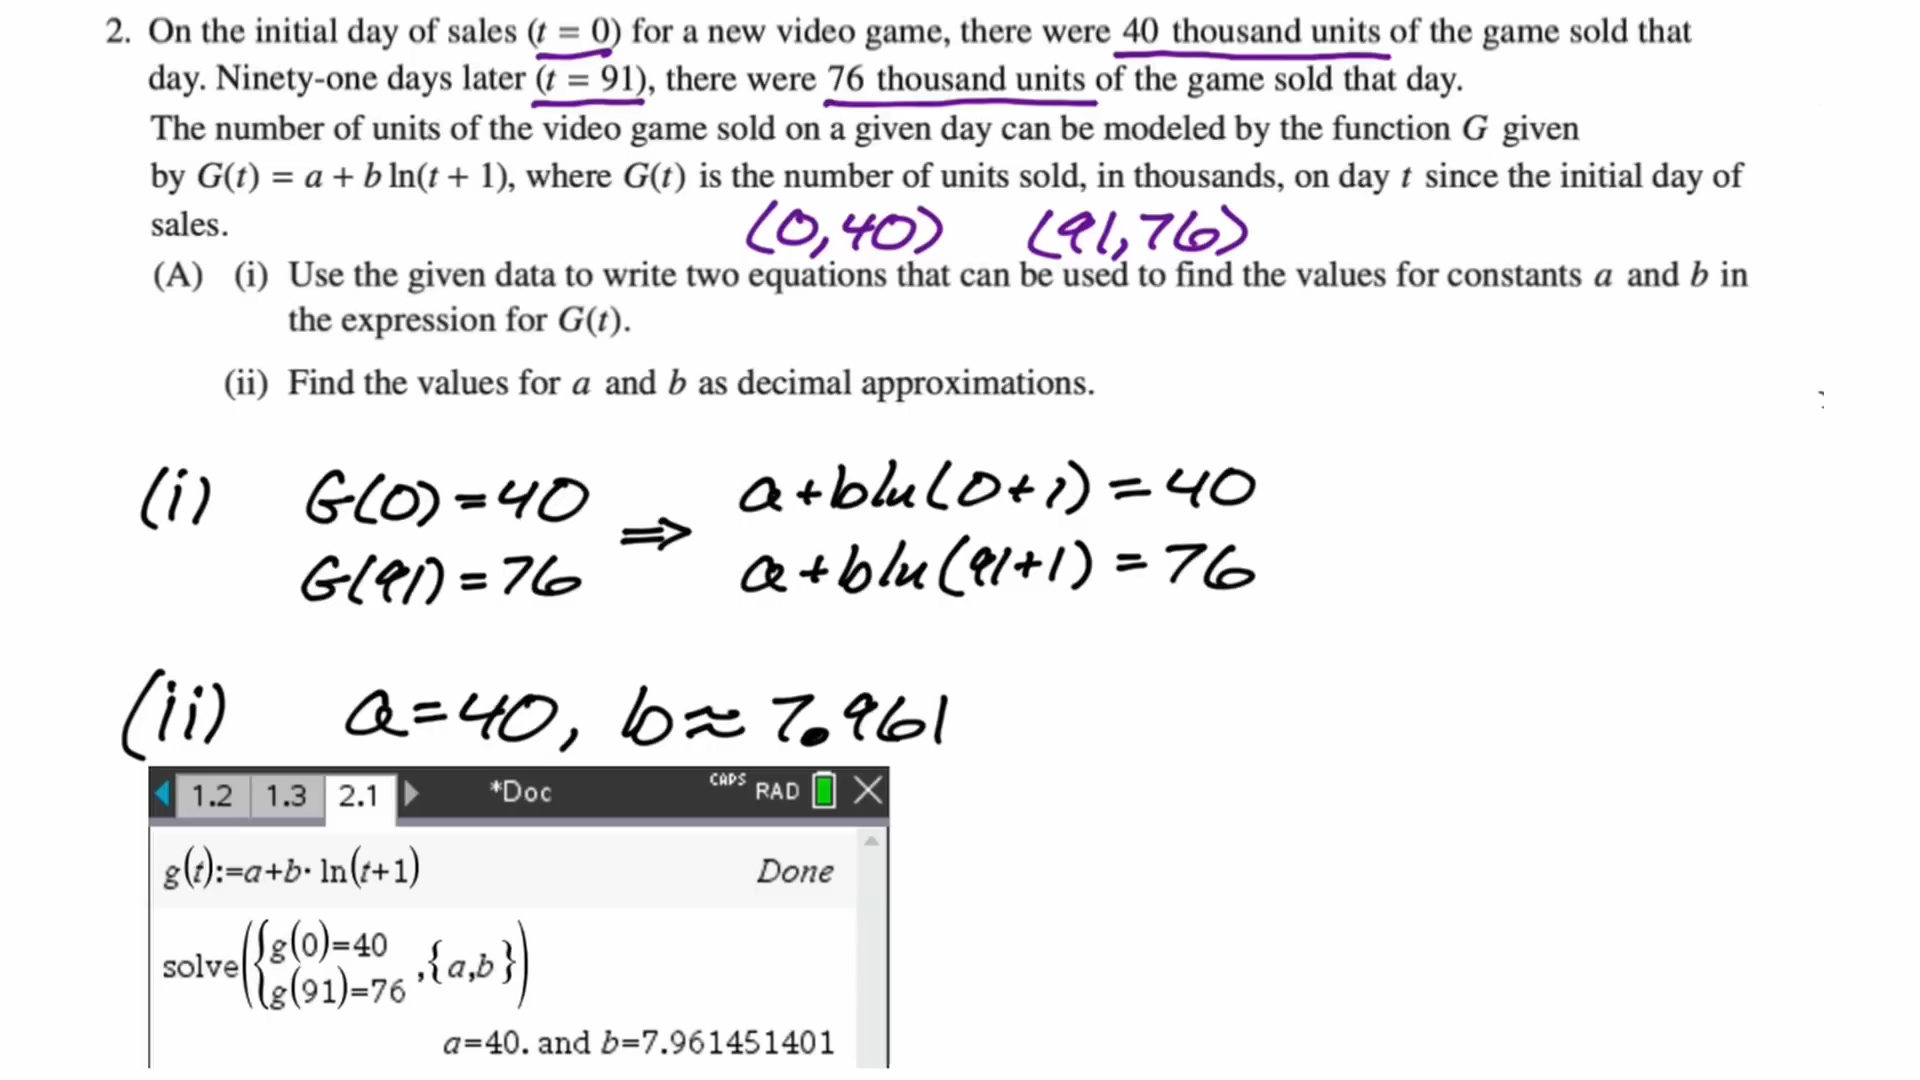 2. On the initial day of sales (t = 0) for a new video game, there were 40 thousand units of the game sold that
day. Ninety-one days later (t = 91), there were 76 thousand units of the game sold that day.
The number of units of the video game sold on a given day can be modeled by the function G given
by G(t) = a + b ln(t + 1), where G(t) is the number of units sold, in thousands, on day t since the initial day of
sales.
(0,40) (91,76)
(A) (i) Use the given data to write two equations that can be used to find the values for constants a and b in
the expression for G(t).
(ii) Find the values for a and b as decimal approximations.
(i) G(0)=40 ⇒ a+bln(0+1)=40
G(91)=76 a+bln(91+1)=76
(ii) a=40, b≈7.961
1.2 1.3 2.1 *Doc CAPS RAD
g(t):=a+b· ln(t+1) Done
solve({g(0)=40
g(91)=76 ,{a,b})
a=40. and b=7.961451401